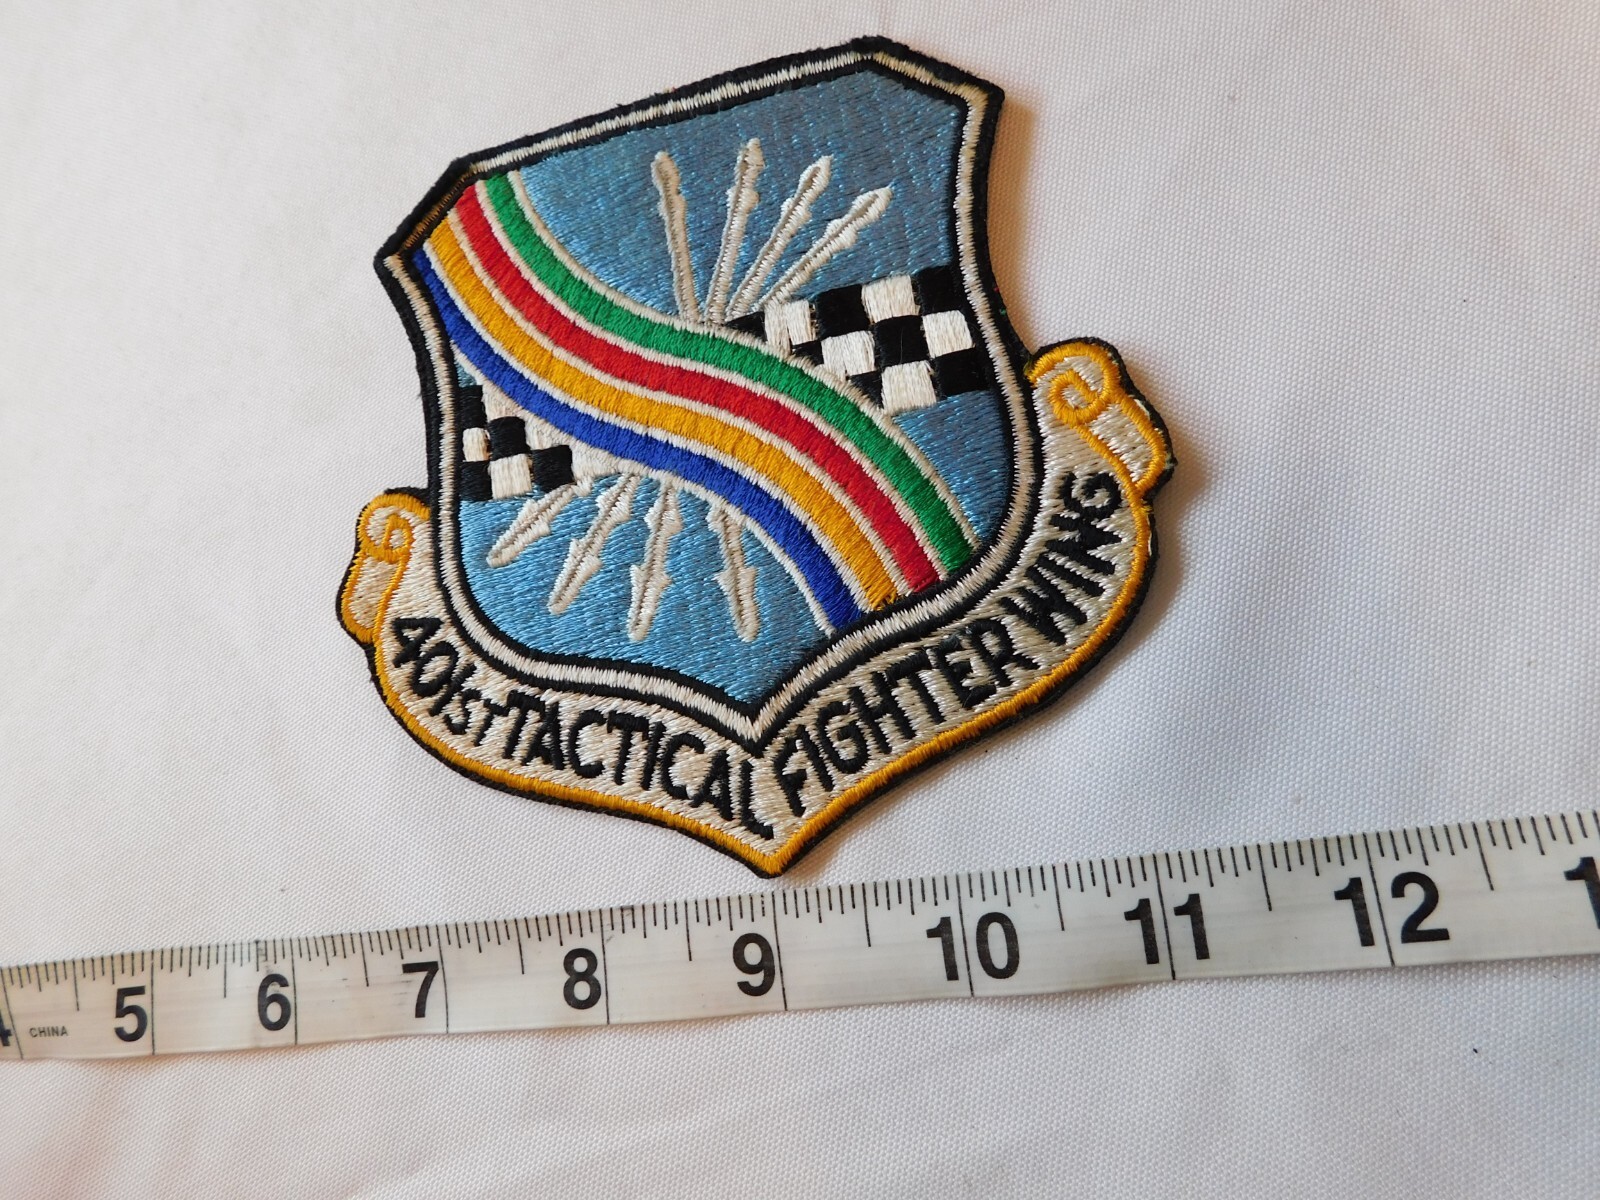 401ST TACTICAL FIGHTER WING
CHINA
5 6 7 8 9 10 11 12